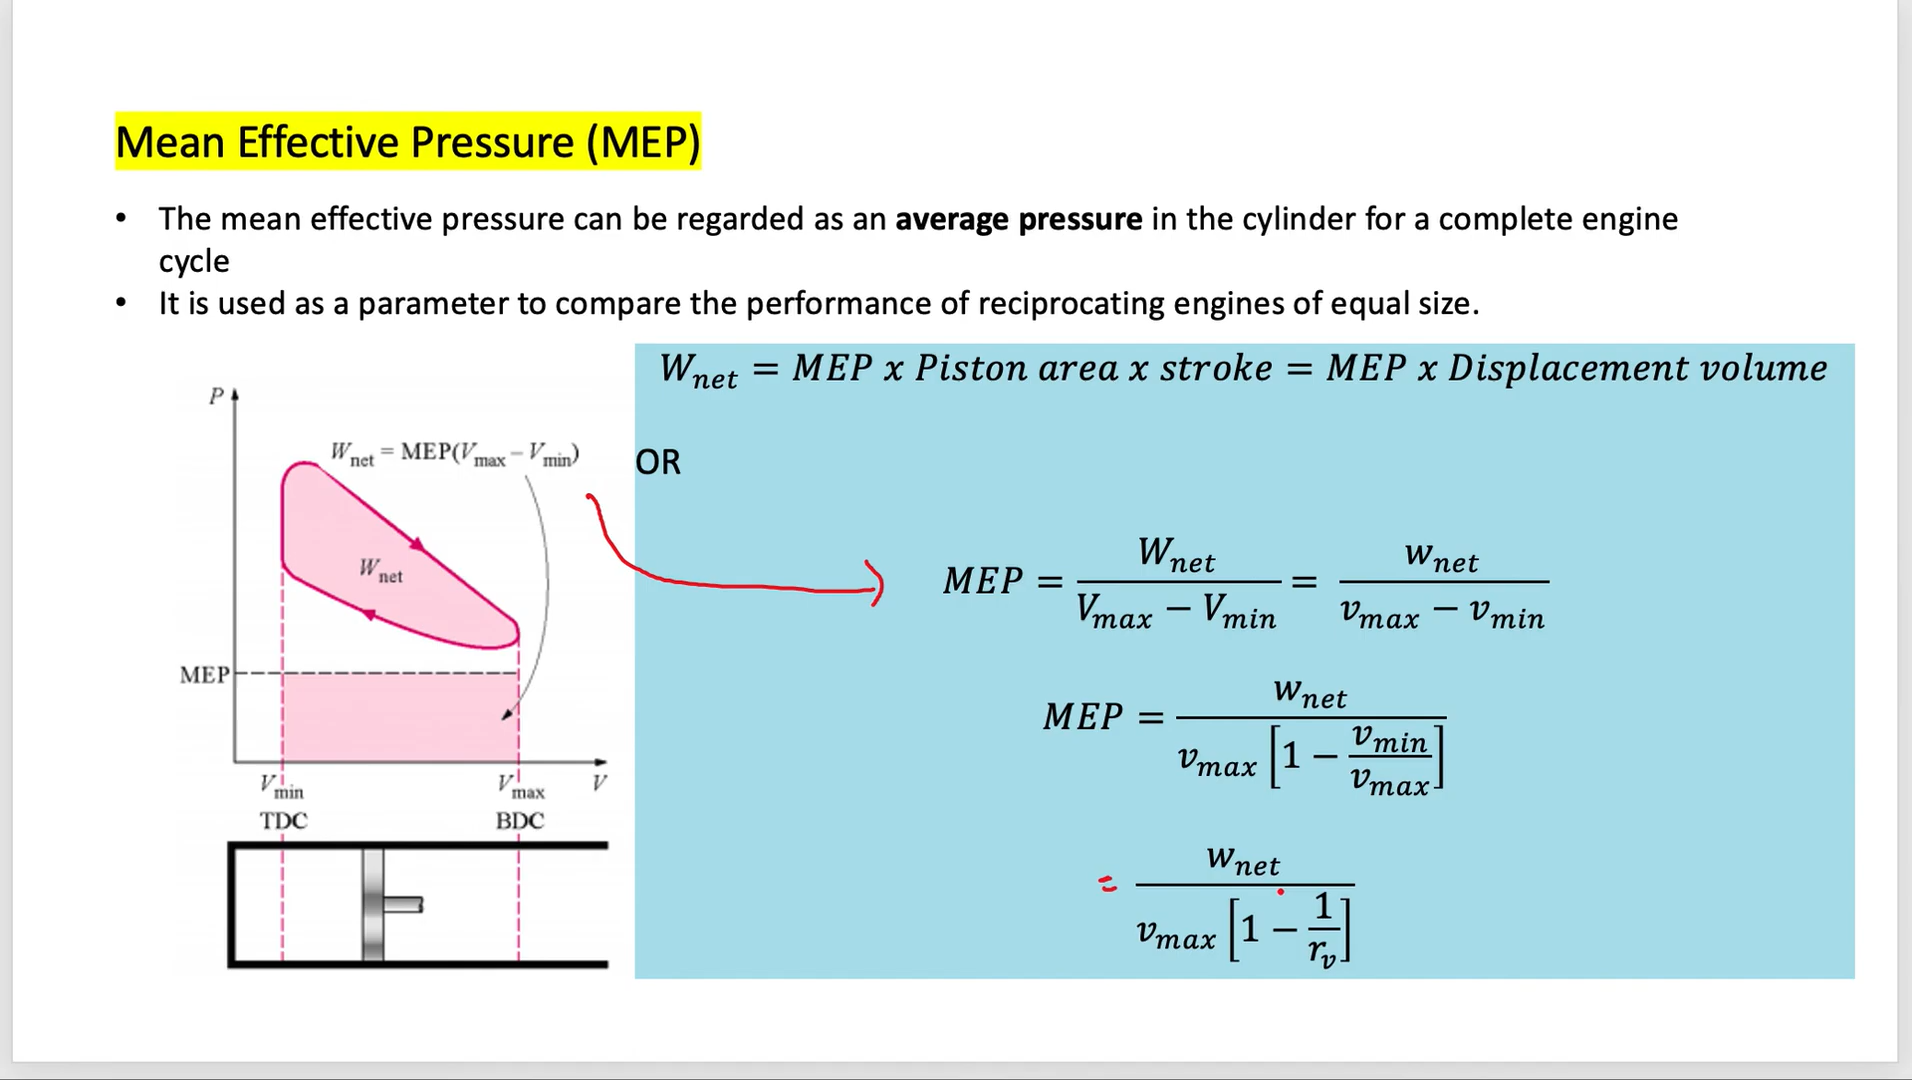 Mean Effective Pressure (MEP)
• The mean effective pressure can be regarded as an average pressure in the cylinder for a complete engine
cycle
• It is used as a parameter to compare the performance of reciprocating engines of equal size.
W_net = MEP x Piston area x stroke = MEP x Displacement volume
OR
P
W_net = MEP(V_max − V_min)
W_net
MEP
V_min V_max V
TDC BDC
MEP = W_net / (V_max − V_min) = w_net / (v_max − v_min)
MEP = w_net / (v_max [1 − v_min / v_max])
= w_net / (v_max [1 − 1 / r_v])